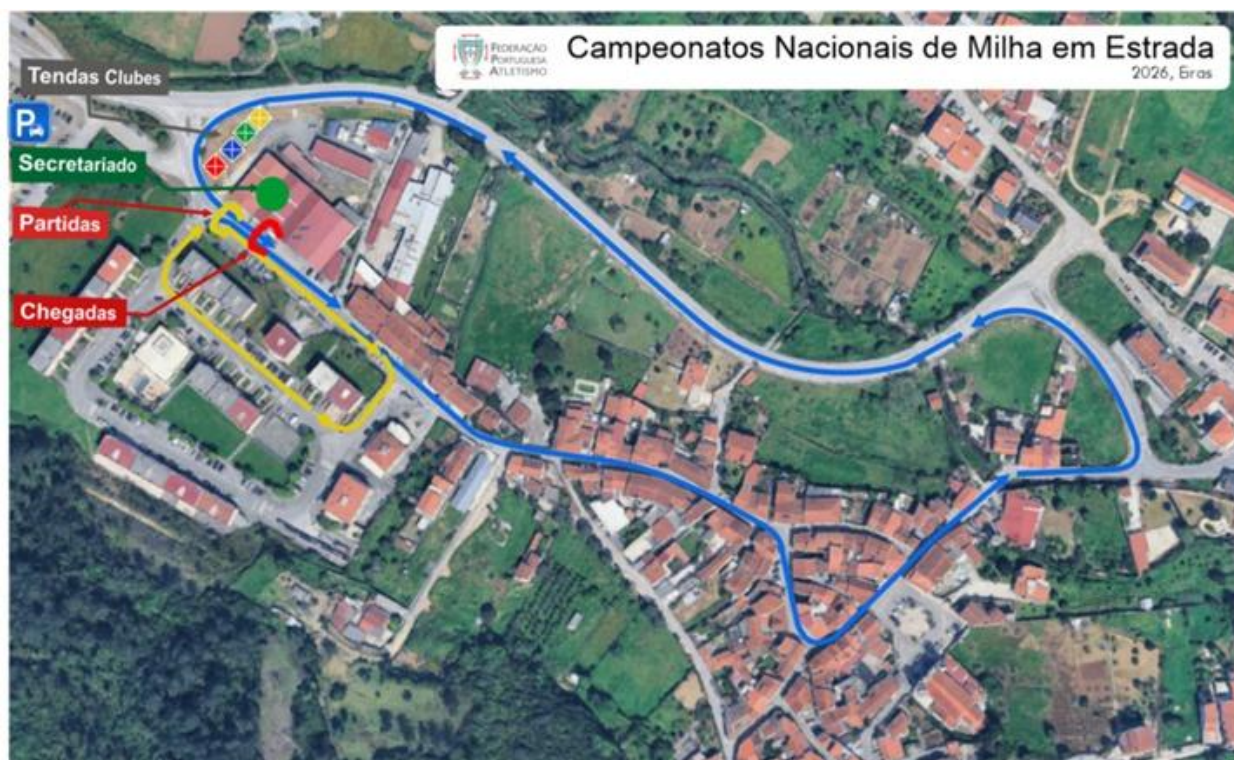 FEDERAÇÃO
PORTUGUESA
ATLETISMO
Campeonatos Nacionais de Milha em Estrada
2026, Eiras
Tendas Clubes
P
Secretariado
Partidas
Chegadas